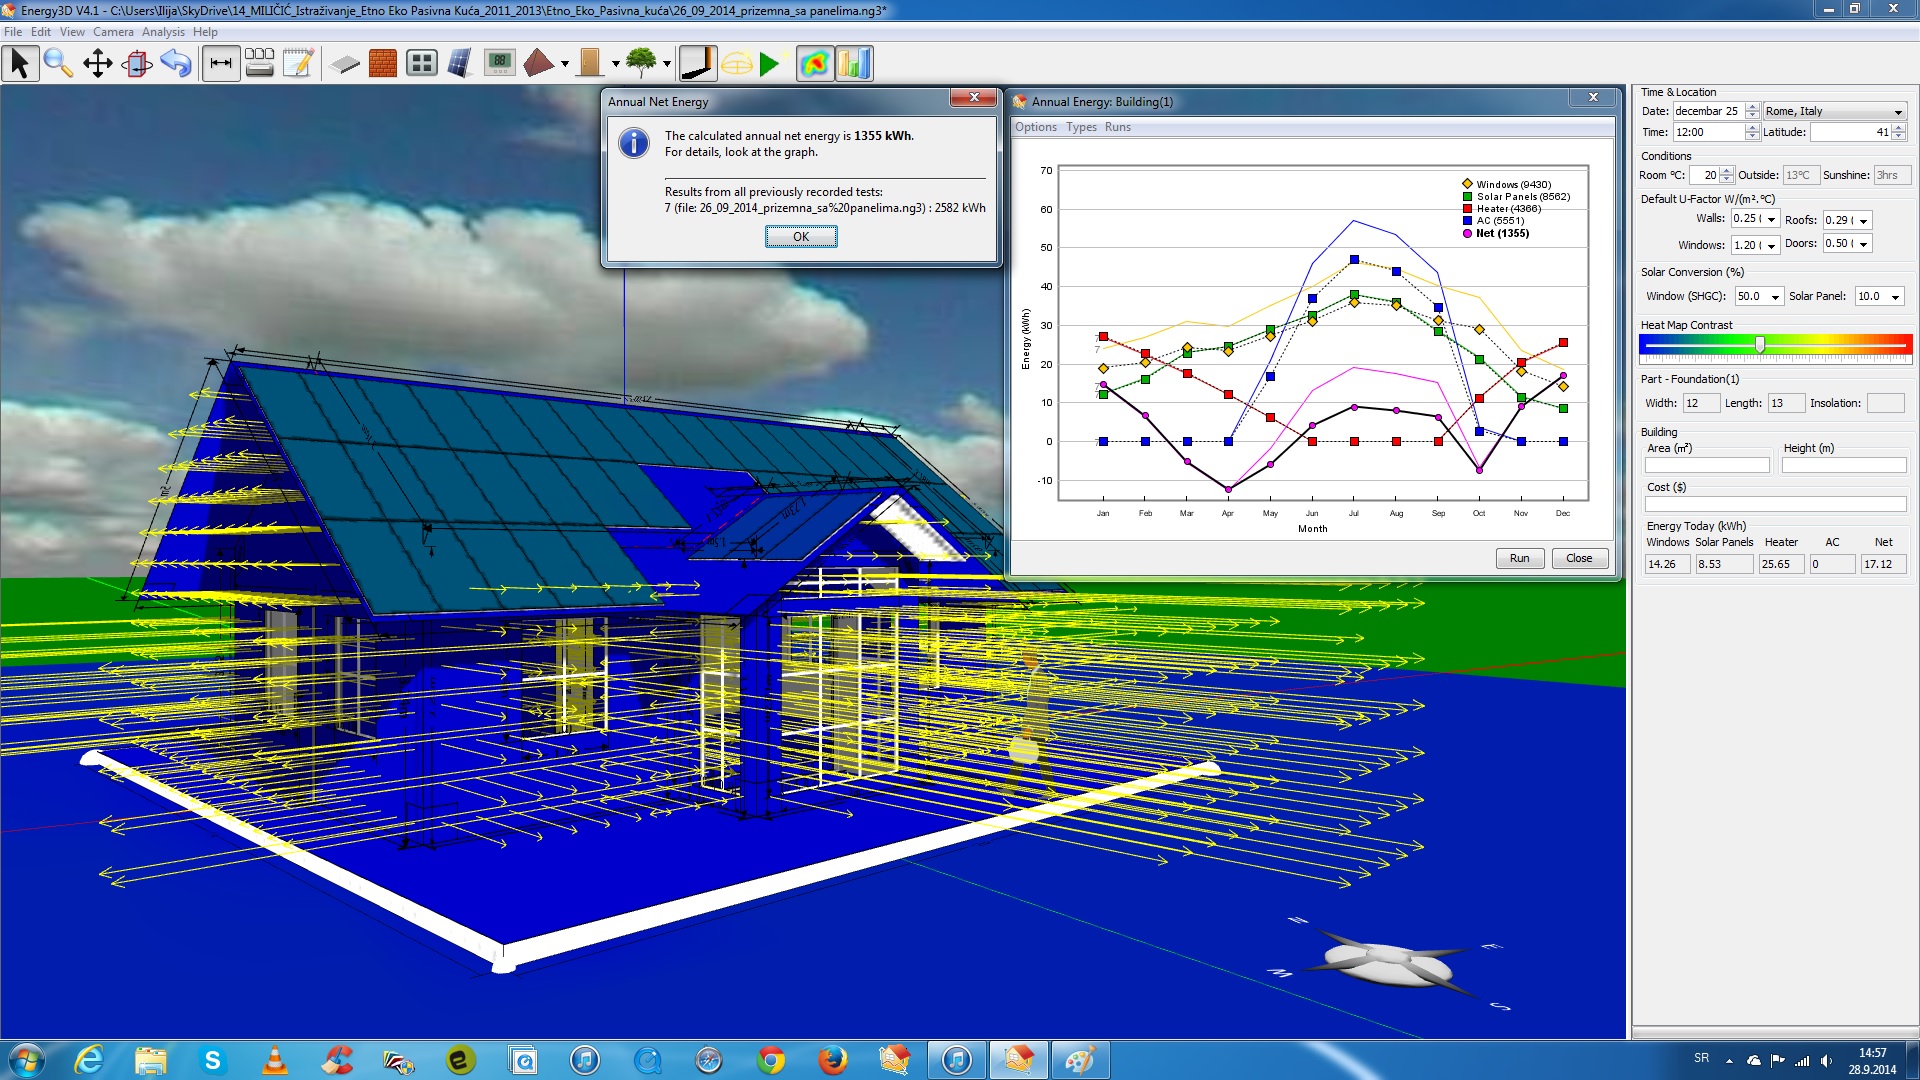 Energy3D V4.1 - C:\Users\Ilija\SkyDrive\14_MILIČIĆ_Istraživanje_Etno Eko Pasivna Kuća_2011_2013\Etno_Eko_Pasivna_kuća\26_09_2014_prizemna_sa panelima.ng3*
File Edit View Camera Analysis Help
Annual Net Energy
The calculated annual net energy is 1355 kWh.
For details, look at the graph.
Results from all previously recorded tests:
7 (file: 26_09_2014_prizemna_sa%20panelima.ng3) : 2582 kWh
OK
Annual Energy: Building(1)
Options Types Runs
Windows (9430)
Solar Panels (8562)
Heater (4366)
AC (5551)
Net (1355)
70
60
50
40
30
20
10
0
-10
Energy (kWh)
Jan Feb Mar Apr May Jun Jul Aug Sep Oct Nov Dec
Month
Run Close
Time & Location
Date: decembar 25 Rome, Italy
Time: 12:00 Latitude: 41
Conditions
Room °C: 20 Outside: 13°C Sunshine: 3hrs
Default U-Factor W/(m².°C)
Walls: 0.25 ( Roofs: 0.29 (
Windows: 1.20 ( Doors: 0.50 (
Solar Conversion (%)
Window (SHGC): 50.0 Solar Panel: 10.0
Heat Map Contrast
Part - Foundation(1)
Width: 12 Length: 13 Insolation:
Building
Area (m²) Height (m)
Cost ($)
Energy Today (kWh)
Windows Solar Panels Heater AC Net
14.26 8.53 25.65 0 17.12
N
E
W
S
SR
14:57
28.9.2014